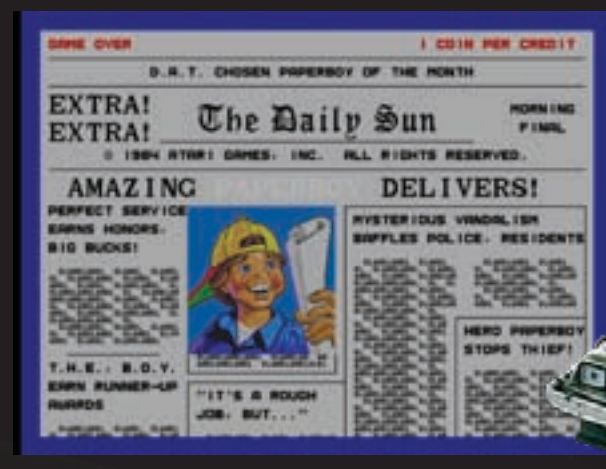 GAME OVER
1 COIN PER CREDIT
D.A.T. CHOSEN PAPERBOY OF THE MONTH
EXTRA!
EXTRA!
The Daily Sun
MORNING
FINAL
© 1984 ATARI GAMES, INC. ALL RIGHTS RESERVED.
AMAZING PAPERBOY DELIVERS!
PERFECT SERVICE
EARNS HONORS,
BIG BUCKS!
T.H.E., B.O.Y.
EARN RUNNER-UP
AWARDS
"IT'S A ROUGH
JOB, BUT..."
MYSTERIOUS VANDALISM
BAFFLES POLICE, RESIDENTS
HERO PAPERBOY
STOPS THIEF!